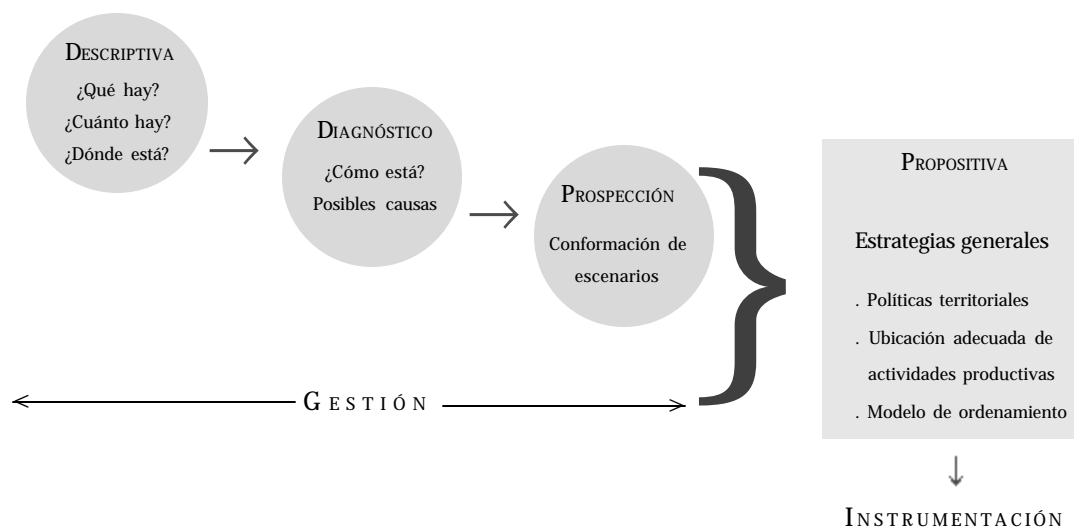 DESCRIPTIVA
¿Qué hay?
¿Cuánto hay?
¿Dónde está?
DIAGNÓSTICO
¿Cómo está?
Posibles causas
PROSPECCIÓN
Conformación de
escenarios
GESTIÓN
PROPOSITIVA
Estrategias generales
. Políticas territoriales
. Ubicación adecuada de
actividades productivas
. Modelo de ordenamiento
INSTRUMENTACIÓN